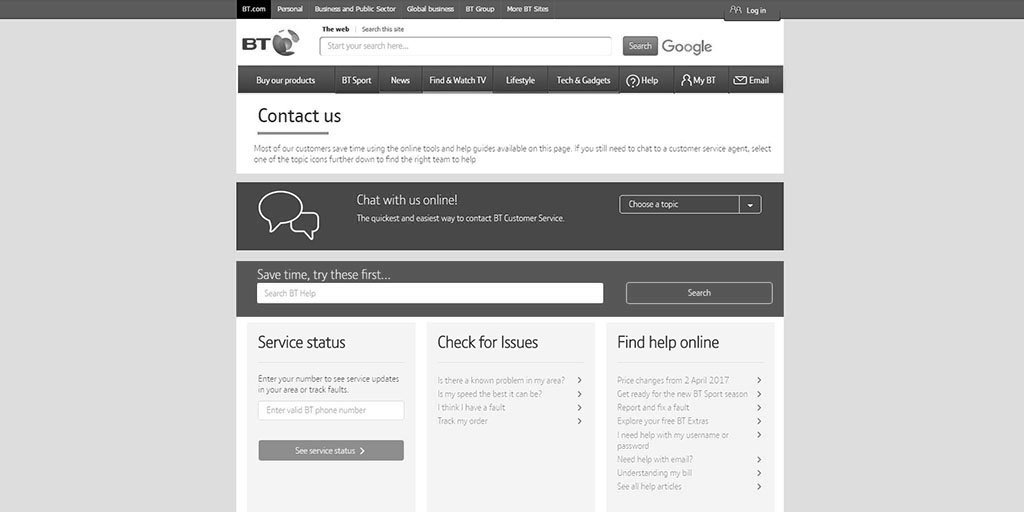 BT.com Personal Business and Public Sector Global business BT Group More BT Sites Log in
The web | Search this site
BT Start your search here... Search Google
Buy our products BT Sport News Find & Watch TV Lifestyle Tech & Gadgets Help My BT Email
Contact us
Most of our customers save time using the online tools and help guides available on this page. If you still need to chat to a customer service agent, select
one of the topic icons further down to find the right team to help
Chat with us online!
The quickest and easiest way to contact BT Customer Service.
Choose a topic
Save time, try these first...
Search BT Help Search
Service status
Enter your number to see service updates
in your area or track faults.
Enter valid BT phone number
See service status
Check for Issues
Is there a known problem in my area?
Is my speed the best it can be?
I think I have a fault
Track my order
Find help online
Price changes from 2 April 2017
Get ready for the new BT Sport season
Report and fix a fault
Explore your free BT Extras
I need help with my username or
password
Need help with email?
Understanding my bill
See all help articles